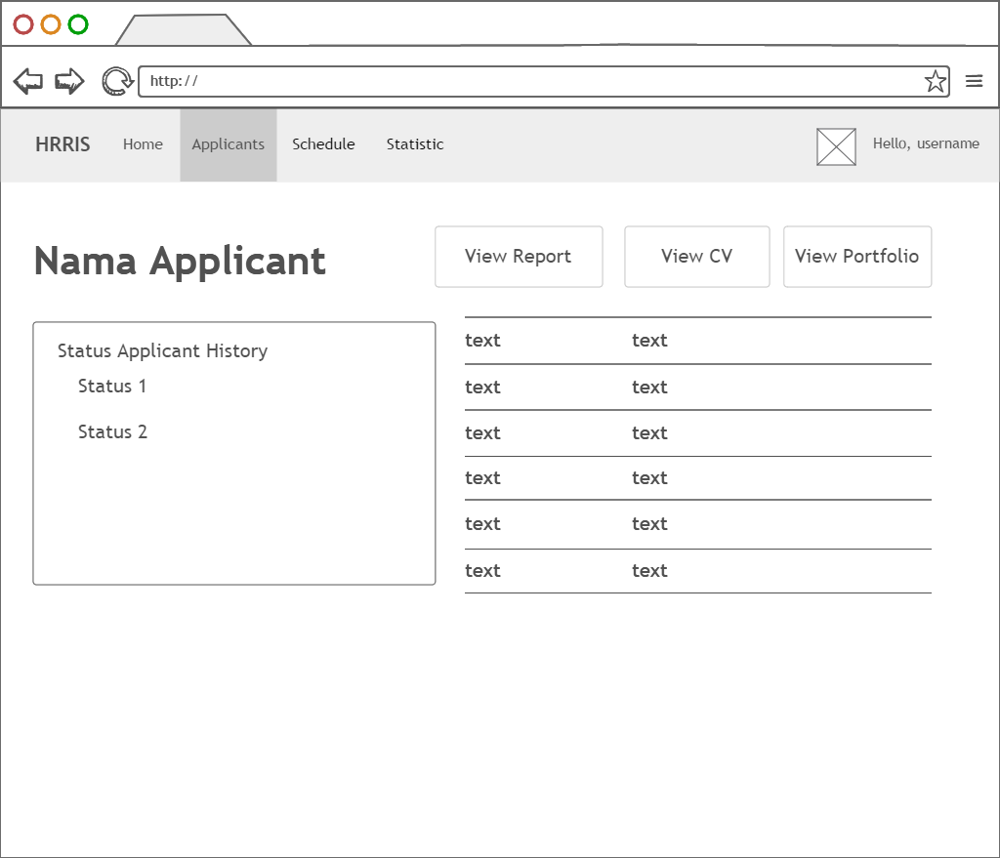 http://
HRRIS Home Applicants Schedule Statistic Hello, username
Nama Applicant
View Report View CV View Portfolio
Status Applicant History
Status 1
Status 2
text text
text text
text text
text text
text text
text text